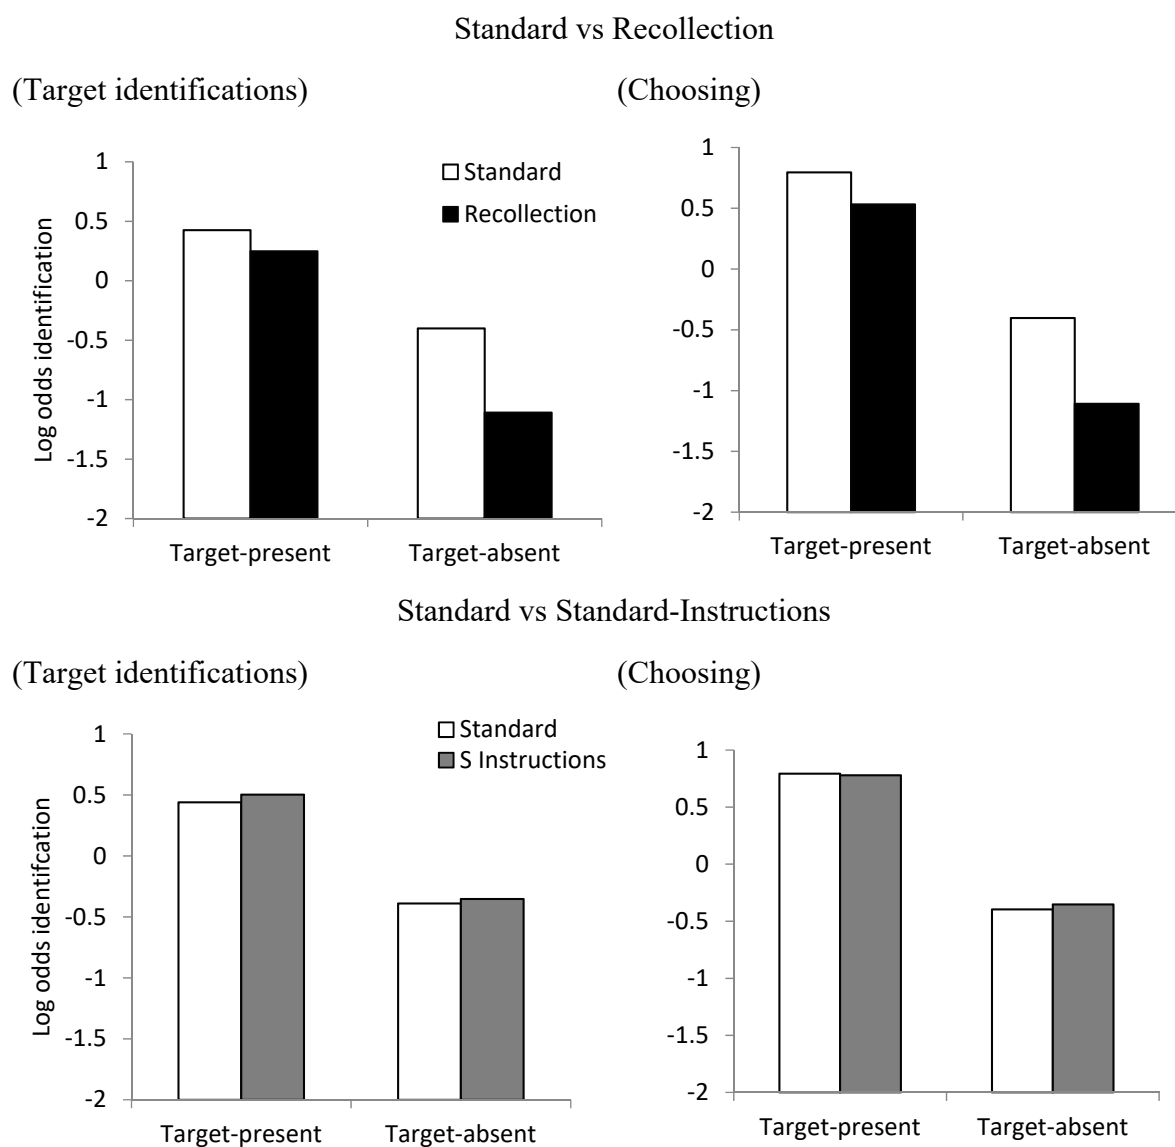 Standard vs Recollection
(Target identifications)
(Choosing)
1
0.5
0
-0.5
-1
-1.5
-2
Log odds identification
Standard
Recollection
Target-present
Target-absent
1
0.5
0
-0.5
-1
-1.5
-2
Target-present
Target-absent
Standard vs Standard-Instructions
(Target identifications)
(Choosing)
1
0.5
0
-0.5
-1
-1.5
-2
Log odds identifcation
Standard
S Instructions
Target-present
Target-absent
1
0.5
0
-0.5
-1
-1.5
-2
Target-present
Target-absent